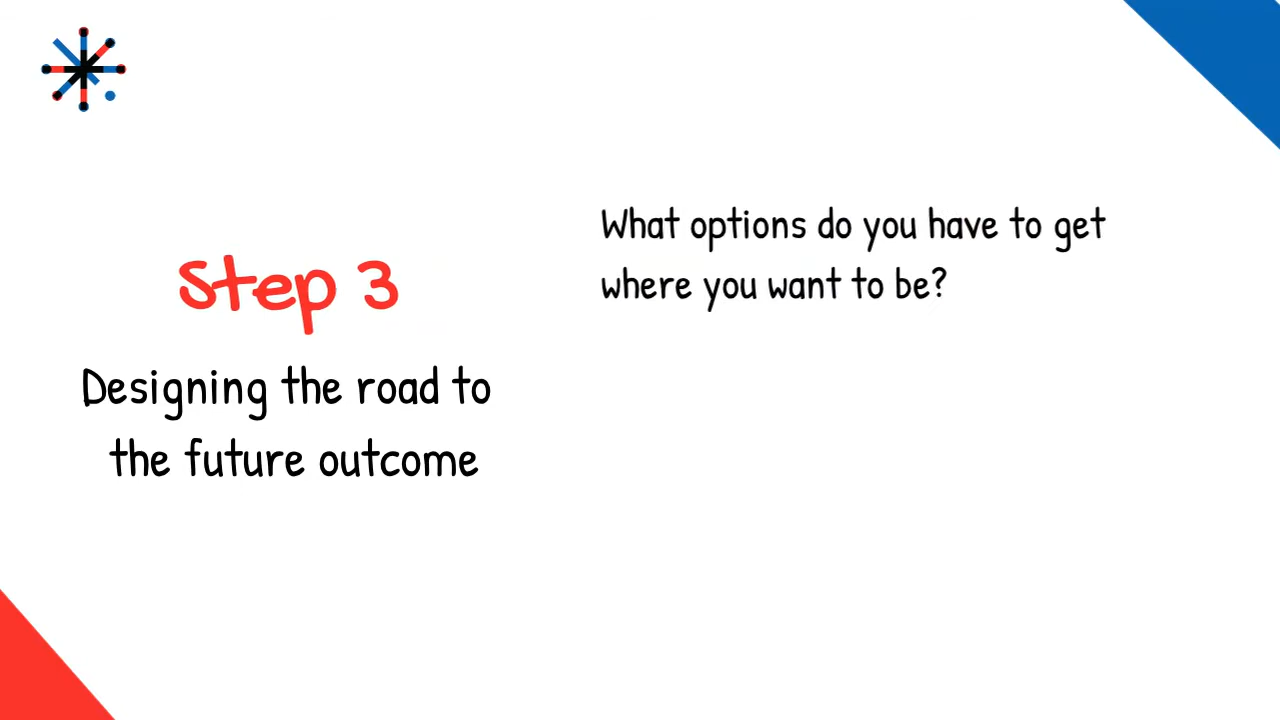 Step 3
Designing the road to
the future outcome
What options do you have to get
where you want to be?